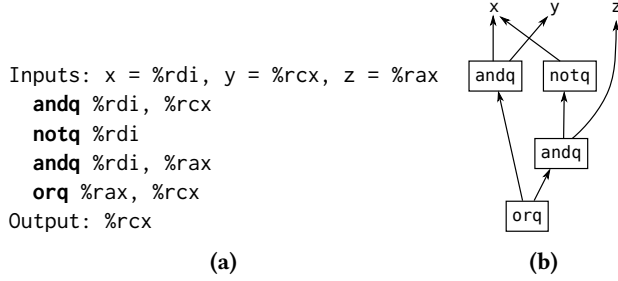 Inputs: x = %rdi, y = %rcx, z = %rax
andq %rdi, %rcx
notq %rdi
andq %rdi, %rax
orq %rax, %rcx
Output: %rcx
(a)
x y z
andq notq
andq
orq
(b)